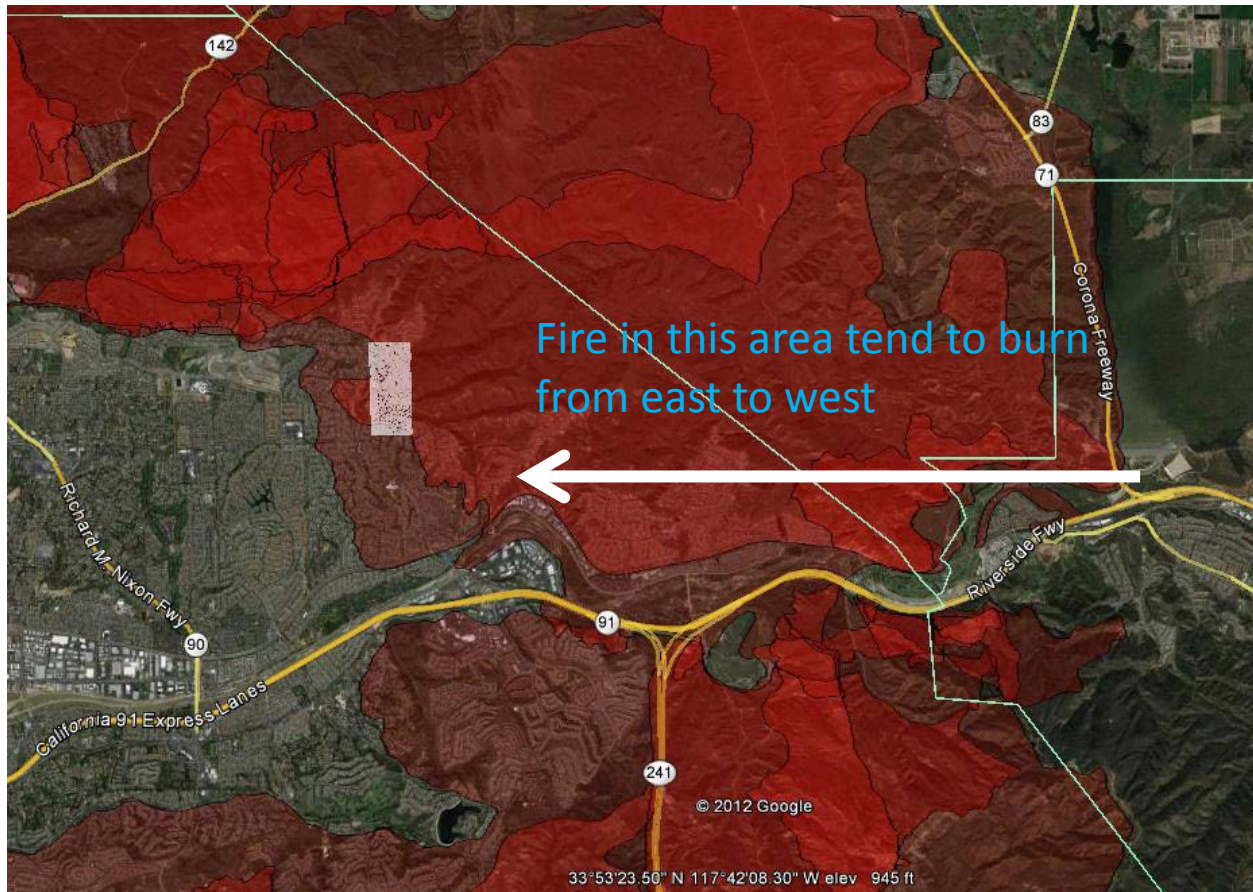 142
83
71
Corona Freeway
Fire in this area tend to burn
from east to west
Richard M. Nixon Fwy
Riverside Fwy
91
90
California 91 Express Lanes
241
© 2012 Google
33°53'23.50" N 117°42'08.30" W elev 945 ft